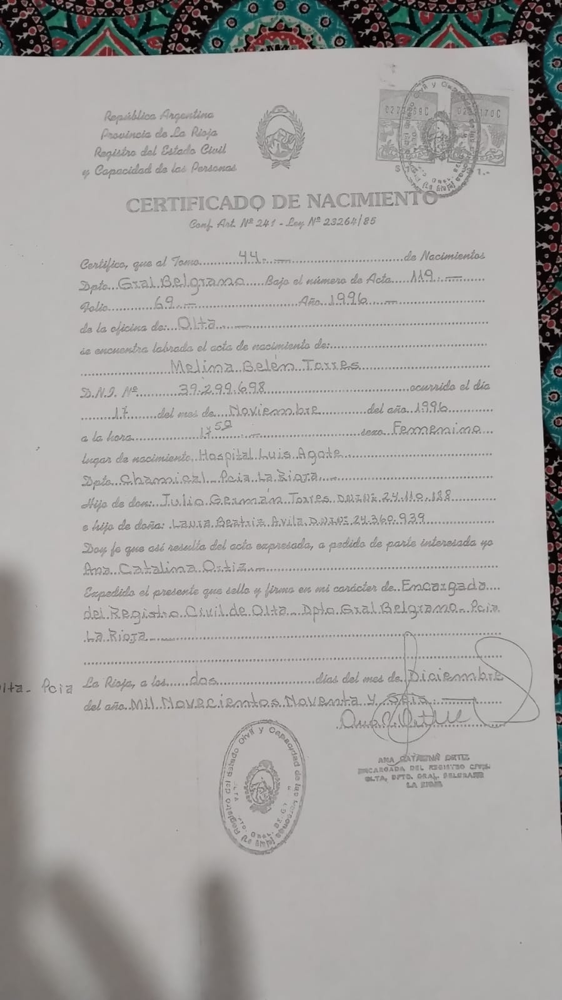 República Argentina
Provincia de La Rioja
Registro del Estado Civil
y Capacidad de las Personas
CERTIFICADO DE NACIMIENTO
Conf. Art. Nº 241 - Ley Nº 23264/85
Certifico, que al Tomo 44.- de Nacimientos
Dpto Gral Belgrano Bajo el número de Acta 119.-
Folio 69.- Año 1996.-
de la oficina de: Olta.-
se encuentra labrada el acta de nacimiento de:
Melina Belén Torres
D.N.I. Nº 39.299.698 ocurrido el día
17 del mes de Noviembre del año 1996
a la hora 17 50.- sexo Femenino
lugar de nacimiento Hospital Luis Agote
Dpto Chamical - Pcia La Rioja.-
Hijo de don: Julio Germán Torres D.N.I Nº 24.110.188
e hijo de doña: Laura Beatriz Avila D.N.I Nº 24.360.939
Doy fe que así resulta del acta expresada, a pedido de parte interesada yo
Ana Catalina Ortiz.-
Expedido el presente que sello y firmo en mi carácter de Encargada
del Registro Civil de Olta - Dpto Gral Belgrano - Pcia
La Rioja
Olta - Pcia La Rioja, a los dos días del mes de Diciembre
del año Mil Novecientos Noventa y Seis.
ANA CATALINA ORTIZ
ENCARGADA DEL REGISTRO CIVIL
OLTA, DPTO. GRAL. BELGRANO
LA RIOJA
Registro del Estado Civil y Capacidad de las Personas